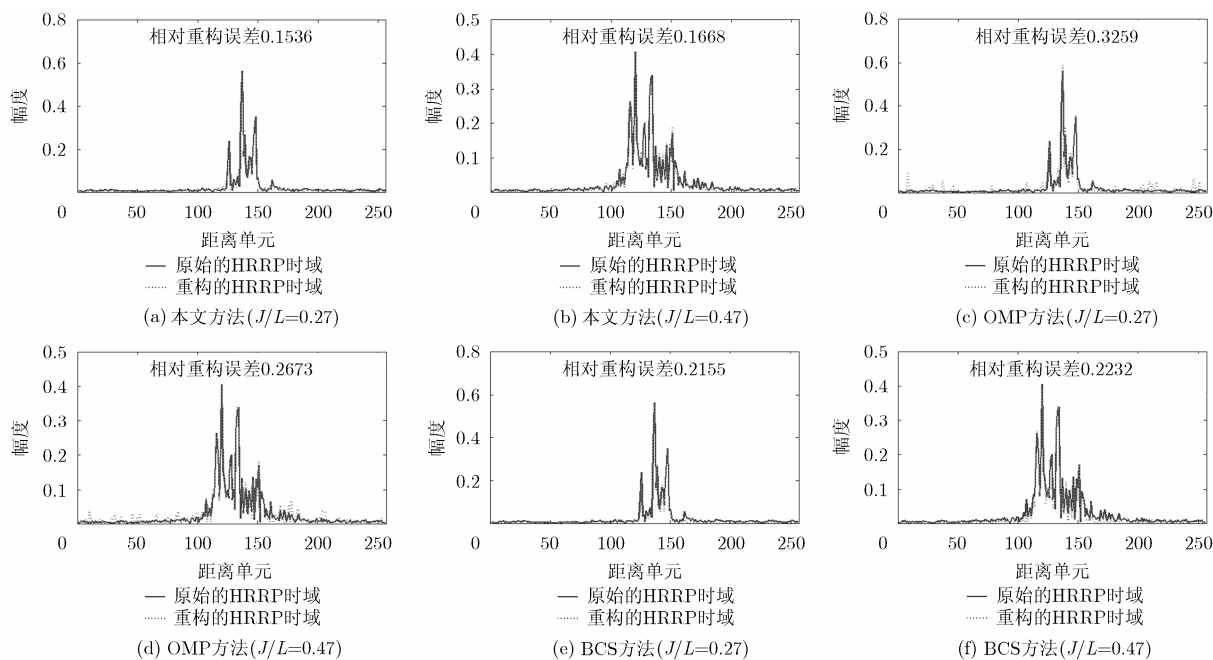 0.8
相对重构误差0.1536
0.6
0.4
0.2
幅度
0 50 100 150 200 250
距离单元
原始的HRRP时域
重构的HRRP时域
(a) 本文方法(J/L=0.27)
0.5
相对重构误差0.1668
0.4
0.3
0.2
0.1
幅度
0 50 100 150 200 250
距离单元
原始的HRRP时域
重构的HRRP时域
(b) 本文方法(J/L=0.47)
0.8
相对重构误差0.3259
0.6
0.4
0.2
幅度
0 50 100 150 200 250
距离单元
原始的HRRP时域
重构的HRRP时域
(c) OMP方法(J/L=0.27)
0.5
相对重构误差0.2673
0.4
0.3
0.2
0.1
幅度
0 50 100 150 200 250
距离单元
原始的HRRP时域
重构的HRRP时域
(d) OMP方法(J/L=0.47)
0.8
相对重构误差0.2155
0.6
0.4
0.2
幅度
0 50 100 150 200 250
距离单元
原始的HRRP时域
重构的HRRP时域
(e) BCS方法(J/L=0.27)
0.5
相对重构误差0.2232
0.4
0.3
0.2
0.1
幅度
0 50 100 150 200 250
距离单元
原始的HRRP时域
重构的HRRP时域
(f) BCS方法(J/L=0.47)